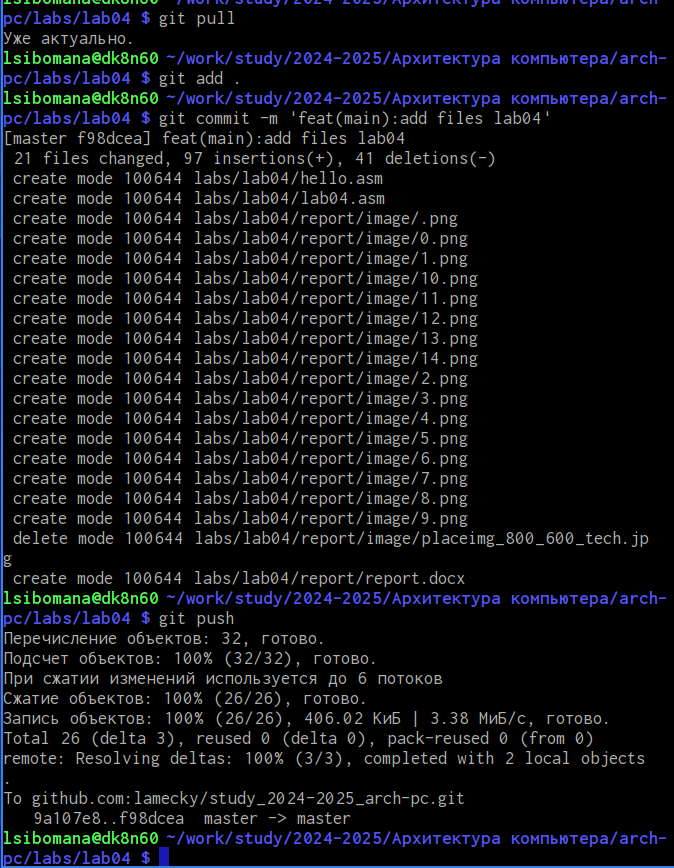 lsibomana@dk8n60 ~/work/study/2024-2025/Архитектура компьютера/arch-
pc/labs/lab04 $ git pull
Уже актуально.
lsibomana@dk8n60 ~/work/study/2024-2025/Архитектура компьютера/arch-
pc/labs/lab04 $ git add .
lsibomana@dk8n60 ~/work/study/2024-2025/Архитектура компьютера/arch-
pc/labs/lab04 $ git commit -m 'feat(main):add files lab04'
[master f98dcea] feat(main):add files lab04
 21 files changed, 97 insertions(+), 41 deletions(-)
 create mode 100644 labs/lab04/hello.asm
 create mode 100644 labs/lab04/lab04.asm
 create mode 100644 labs/lab04/report/image/.png
 create mode 100644 labs/lab04/report/image/0.png
 create mode 100644 labs/lab04/report/image/1.png
 create mode 100644 labs/lab04/report/image/10.png
 create mode 100644 labs/lab04/report/image/11.png
 create mode 100644 labs/lab04/report/image/12.png
 create mode 100644 labs/lab04/report/image/13.png
 create mode 100644 labs/lab04/report/image/14.png
 create mode 100644 labs/lab04/report/image/2.png
 create mode 100644 labs/lab04/report/image/3.png
 create mode 100644 labs/lab04/report/image/4.png
 create mode 100644 labs/lab04/report/image/5.png
 create mode 100644 labs/lab04/report/image/6.png
 create mode 100644 labs/lab04/report/image/7.png
 create mode 100644 labs/lab04/report/image/8.png
 create mode 100644 labs/lab04/report/image/9.png
 delete mode 100644 labs/lab04/report/image/placeimg_800_600_tech.jp
g
 create mode 100644 labs/lab04/report/report.docx
lsibomana@dk8n60 ~/work/study/2024-2025/Архитектура компьютера/arch-
pc/labs/lab04 $ git push
Перечисление объектов: 32, готово.
Подсчет объектов: 100% (32/32), готово.
При сжатии изменений используется до 6 потоков
Сжатие объектов: 100% (26/26), готово.
Запись объектов: 100% (26/26), 406.02 КиБ | 3.38 МиБ/с, готово.
Total 26 (delta 3), reused 0 (delta 0), pack-reused 0 (from 0)
remote: Resolving deltas: 100% (3/3), completed with 2 local objects
.
To github.com:lamecky/study_2024-2025_arch-pc.git
   9a107e8..f98dcea  master -> master
lsibomana@dk8n60 ~/work/study/2024-2025/Архитектура компьютера/arch-
pc/labs/lab04 $